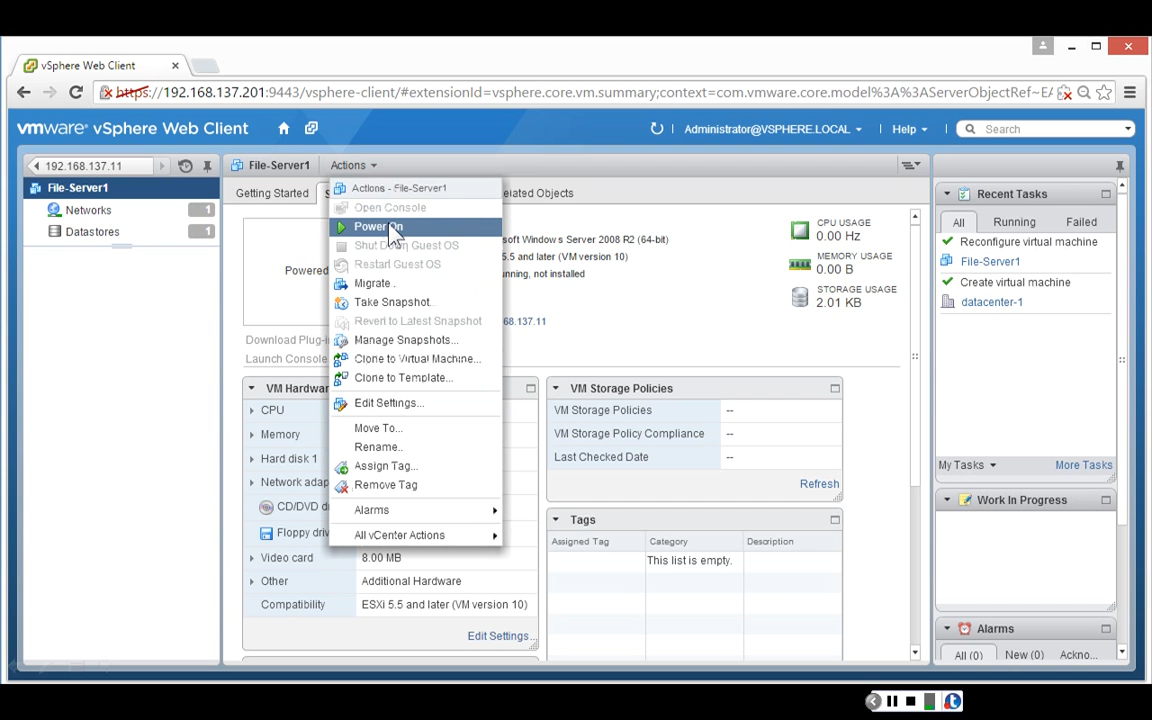 vSphere Web Client
https://192.168.137.201:9443/vsphere-client/#extensionId=vsphere.core.vm.summary;context=com.vmware.core.model%3A%3AServerObjectRef~EA
vmware® vSphere Web Client
Administrator@VSPHERE.LOCAL
Help
Search
192.168.137.11
File-Server1
Networks
1
Datastores
1
File-Server1
Actions
Getting Started
S
elated Objects
Powered
Download Plug-in
Launch Console
soft Windows Server 2008 R2 (64-bit)
5.5 and later (VM version 10)
nning, not installed
68.137.11
CPU USAGE
0.00 Hz
MEMORY USAGE
0.00 B
STORAGE USAGE
2.01 KB
Actions - File-Server1
Open Console
Power On
Shut Down Guest OS
Restart Guest OS
Migrate..
Take Snapshot..
Revert to Latest Snapshot
Manage Snapshots...
Clone to Virtual Machine...
Clone to Template...
Edit Settings...
Move To...
Rename..
Assign Tag...
Remove Tag
Alarms
All vCenter Actions
VM Hardwar
CPU
Memory
Hard disk 1
Network adap
CD/DVD d
Floppy driv
Video card
8.00 MB
Other
Additional Hardware
Compatibility
ESXi 5.5 and later (VM version 10)
Edit Settings...
VM Storage Policies
VM Storage Policies
--
VM Storage Policy Compliance
--
Last Checked Date
--
Refresh
Tags
Assigned Tag
Category
Description
This list is empty.
Recent Tasks
All
Running
Failed
Reconfigure virtual machine
File-Server1
Create virtual machine
datacenter-1
My Tasks
More Tasks
Work In Progress
Alarms
All (0)
New (0)
Ackno...